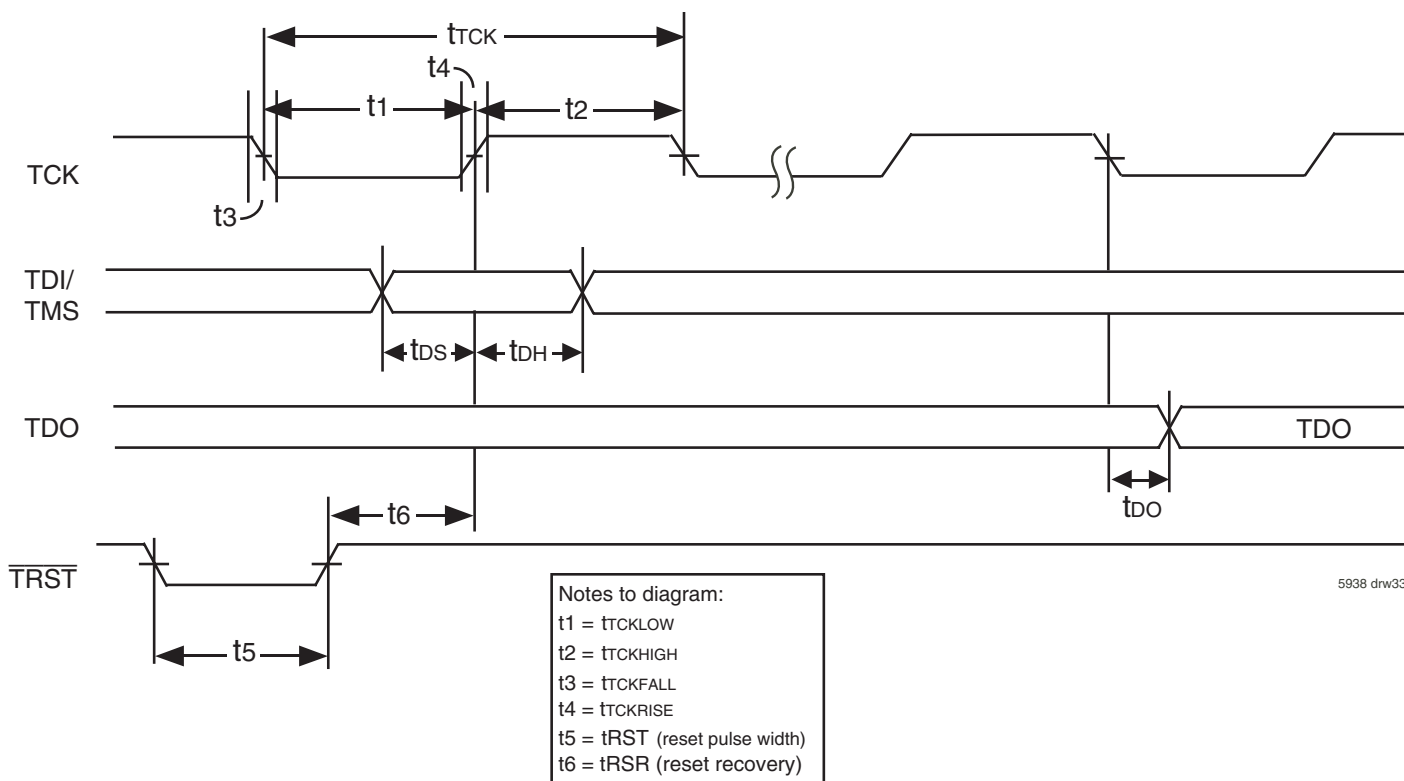 tTCK
t4
t1
t2
TCK
t3
TDI/
TMS
tDS
tDH
TDO
TDO
tDO
t6
TRST
5938 drw33
t5
Notes to diagram:
t1 = tTCKLOW
t2 = tTCKHIGH
t3 = tTCKFALL
t4 = tTCKRISE
t5 = tRST (reset pulse width)
t6 = tRSR (reset recovery)